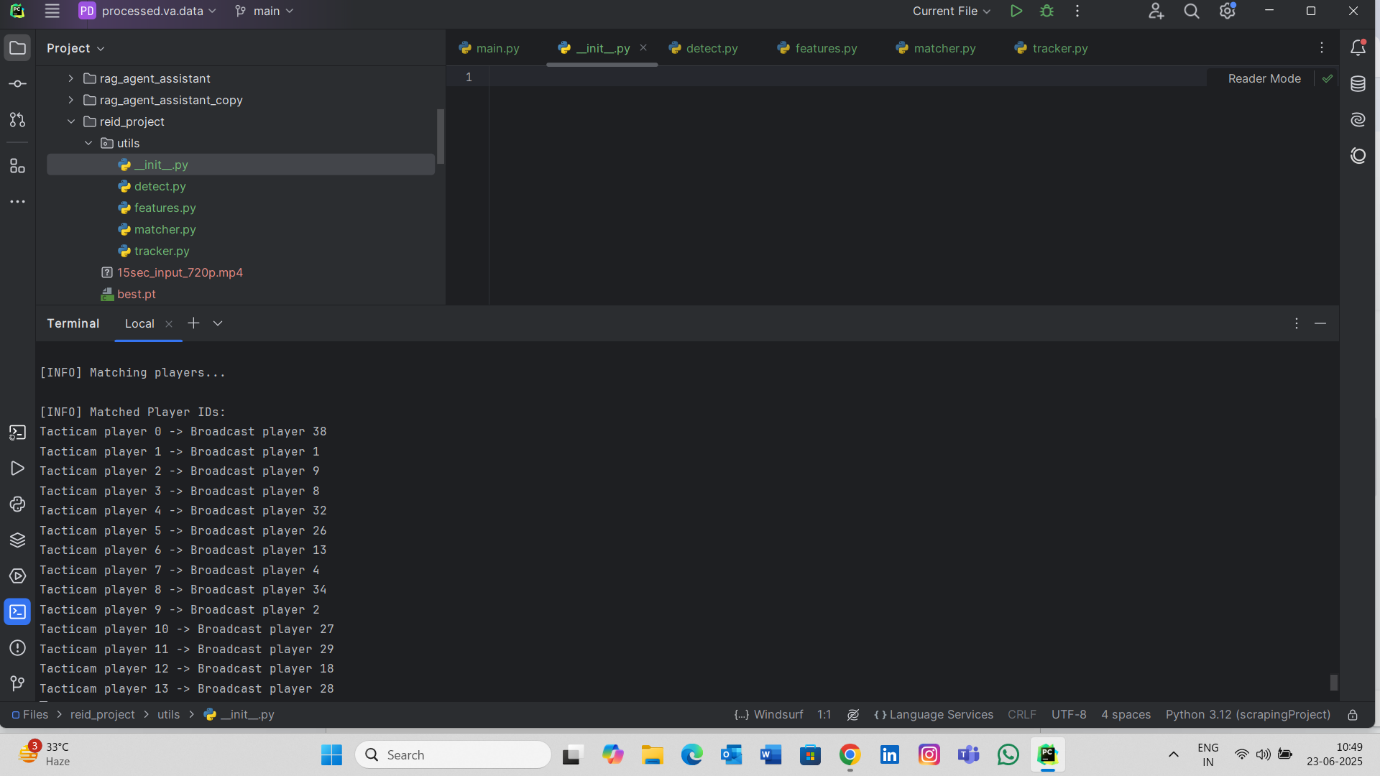 PC
PD processed.va.data main Current File
Project
main.py __init__.py detect.py features.py matcher.py tracker.py
rag_agent_assistant
rag_agent_assistant_copy
reid_project
utils
__init__.py
detect.py
features.py
matcher.py
tracker.py
15sec_input_720p.mp4
best.pt
1
Reader Mode
Terminal Local
[INFO] Matching players...
[INFO] Matched Player IDs:
Tacticam player 0 -> Broadcast player 38
Tacticam player 1 -> Broadcast player 1
Tacticam player 2 -> Broadcast player 9
Tacticam player 3 -> Broadcast player 8
Tacticam player 4 -> Broadcast player 32
Tacticam player 5 -> Broadcast player 26
Tacticam player 6 -> Broadcast player 13
Tacticam player 7 -> Broadcast player 4
Tacticam player 8 -> Broadcast player 34
Tacticam player 9 -> Broadcast player 2
Tacticam player 10 -> Broadcast player 27
Tacticam player 11 -> Broadcast player 29
Tacticam player 12 -> Broadcast player 18
Tacticam player 13 -> Broadcast player 28
Files > reid_project > utils > __init__.py
{...} Windsurf 1:1 Language Services CRLF UTF-8 4 spaces Python 3.12 (scrapingProject)
3
33°C
Haze
Search
ENG
IN
10:49
23-06-2025